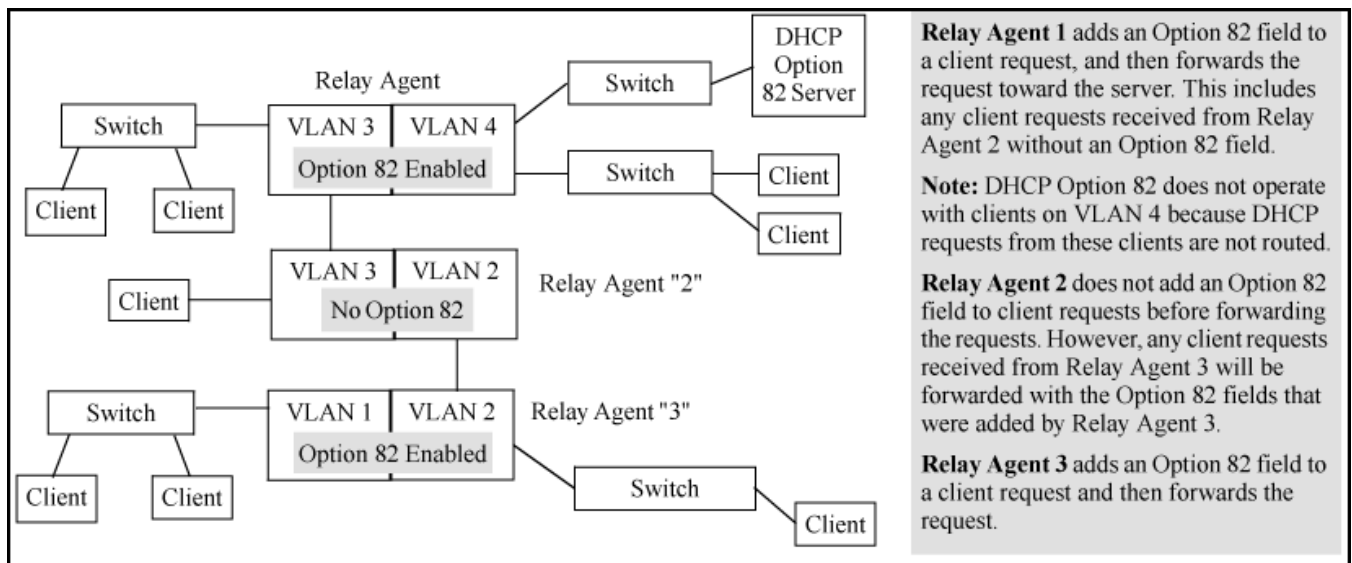 DHCP
Option
82 Server
Switch
Relay Agent
Switch
VLAN 3
VLAN 4
Option 82 Enabled
Switch
Client
Client
Client
Client
VLAN 3
VLAN 2
Relay Agent "2"
Client
No Option 82
Switch
VLAN 1
VLAN 2
Relay Agent "3"
Option 82 Enabled
Client
Client
Switch
Client
Relay Agent 1 adds an Option 82 field to
a client request, and then forwards the
request toward the server. This includes
any client requests received from Relay
Agent 2 without an Option 82 field.
Note: DHCP Option 82 does not operate
with clients on VLAN 4 because DHCP
requests from these clients are not routed.
Relay Agent 2 does not add an Option 82
field to client requests before forwarding
the requests. However, any client requests
received from Relay Agent 3 will be
forwarded with the Option 82 fields that
were added by Relay Agent 3.
Relay Agent 3 adds an Option 82 field to
a client request and then forwards the
request.